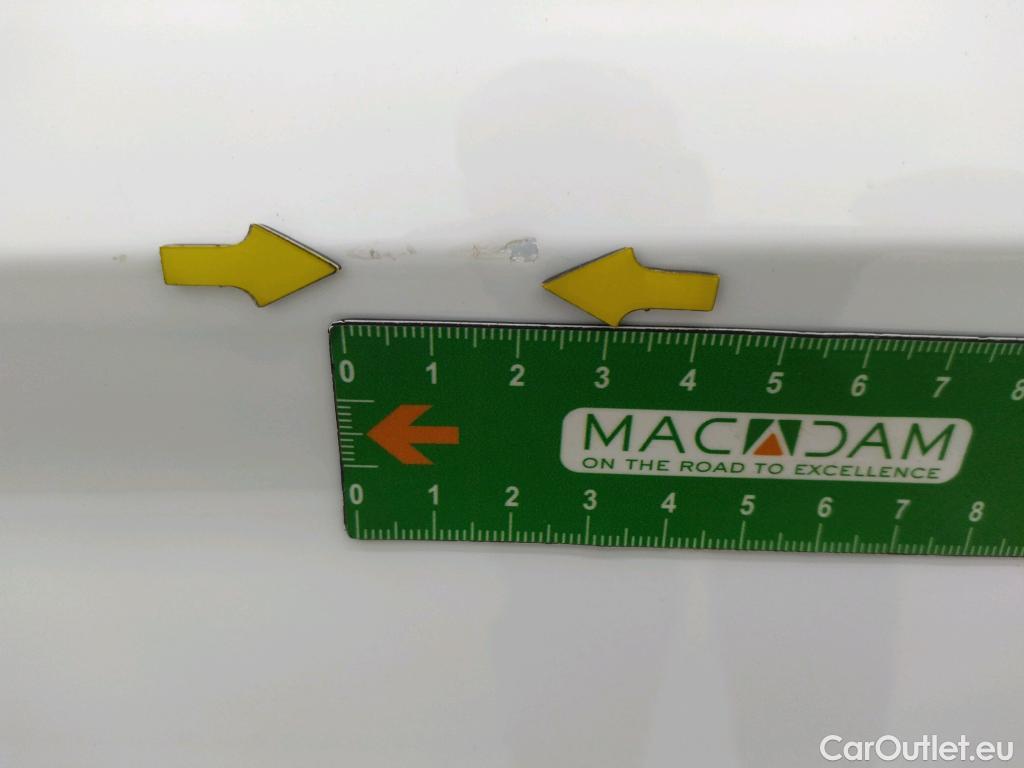 0 1 2 3 4 5 6 7 8
MACADAM
ON THE ROAD TO EXCELLENCE
0 1 2 3 4 5 6 7 8
CarOutlet.eu